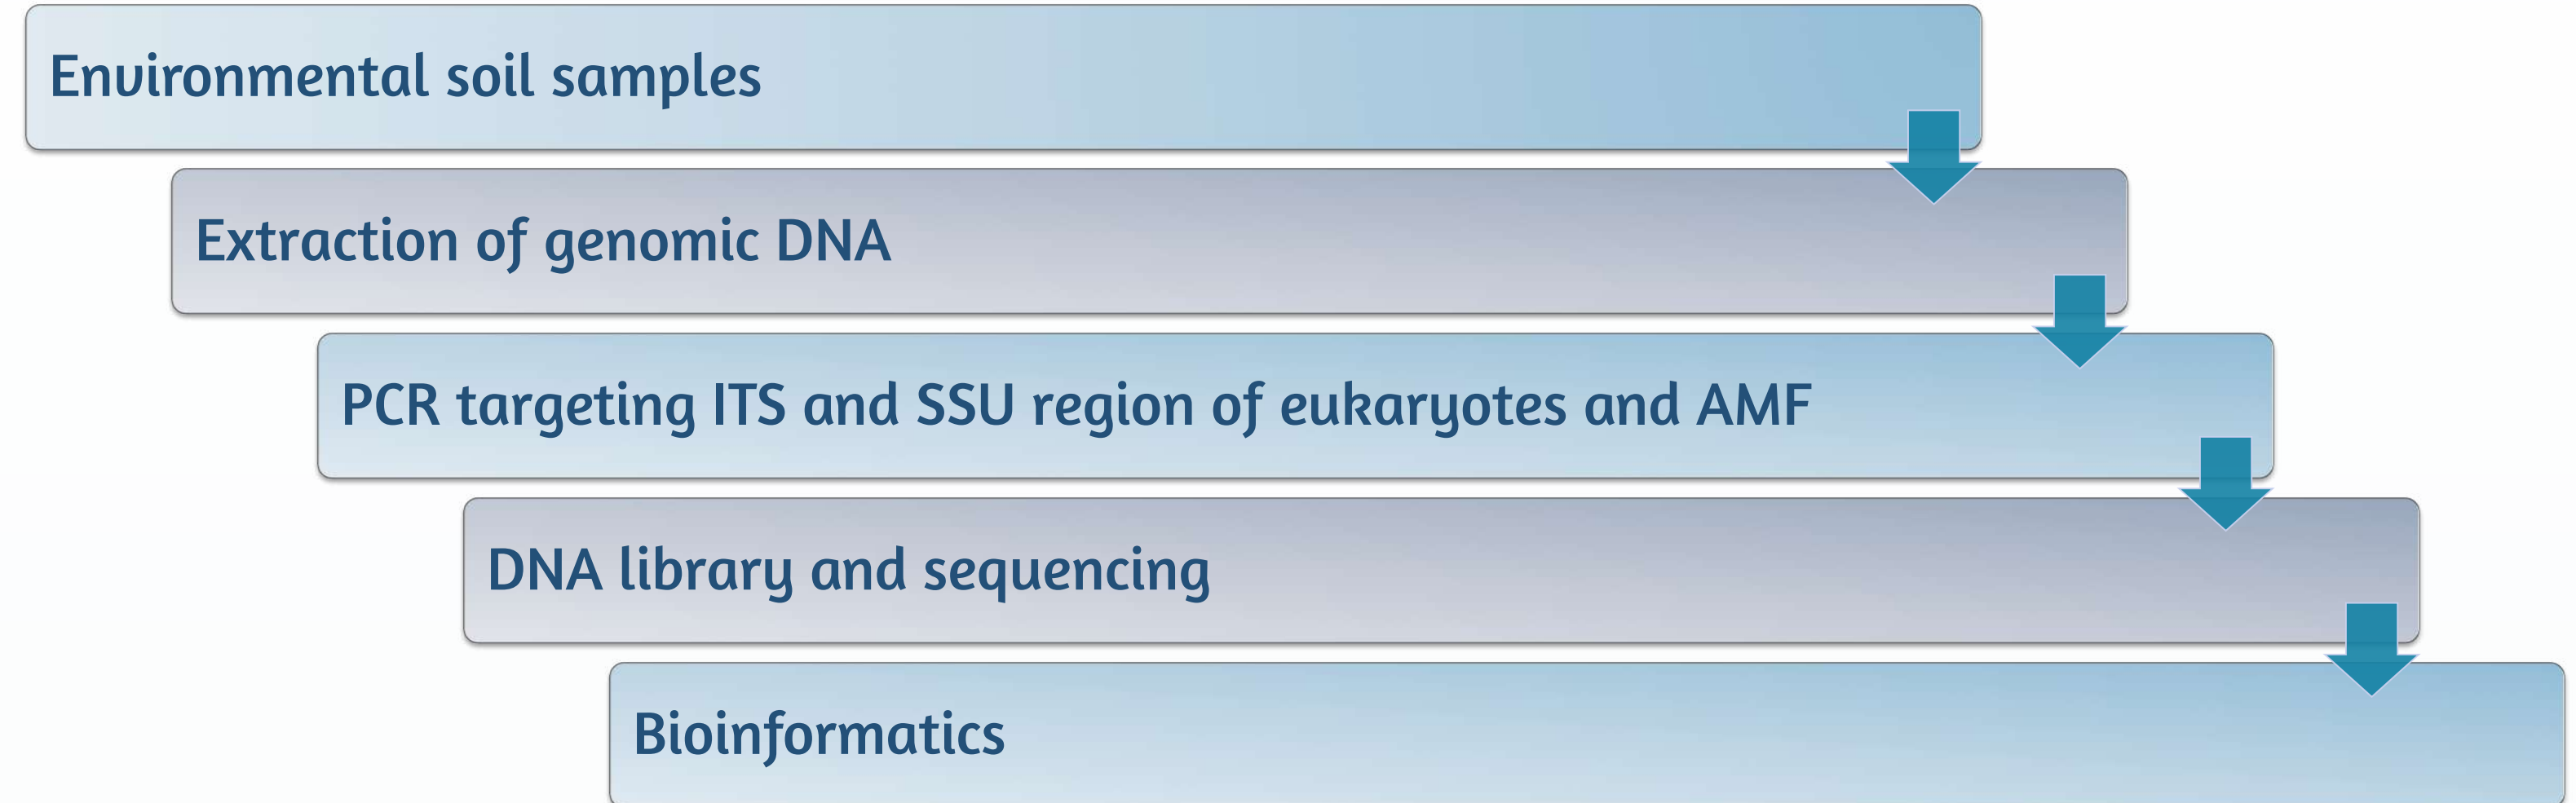 Environmental soil samples
Extraction of genomic DNA
PCR targeting ITS and SSU region of eukaryotes and AMF
DNA library and sequencing
Bioinformatics